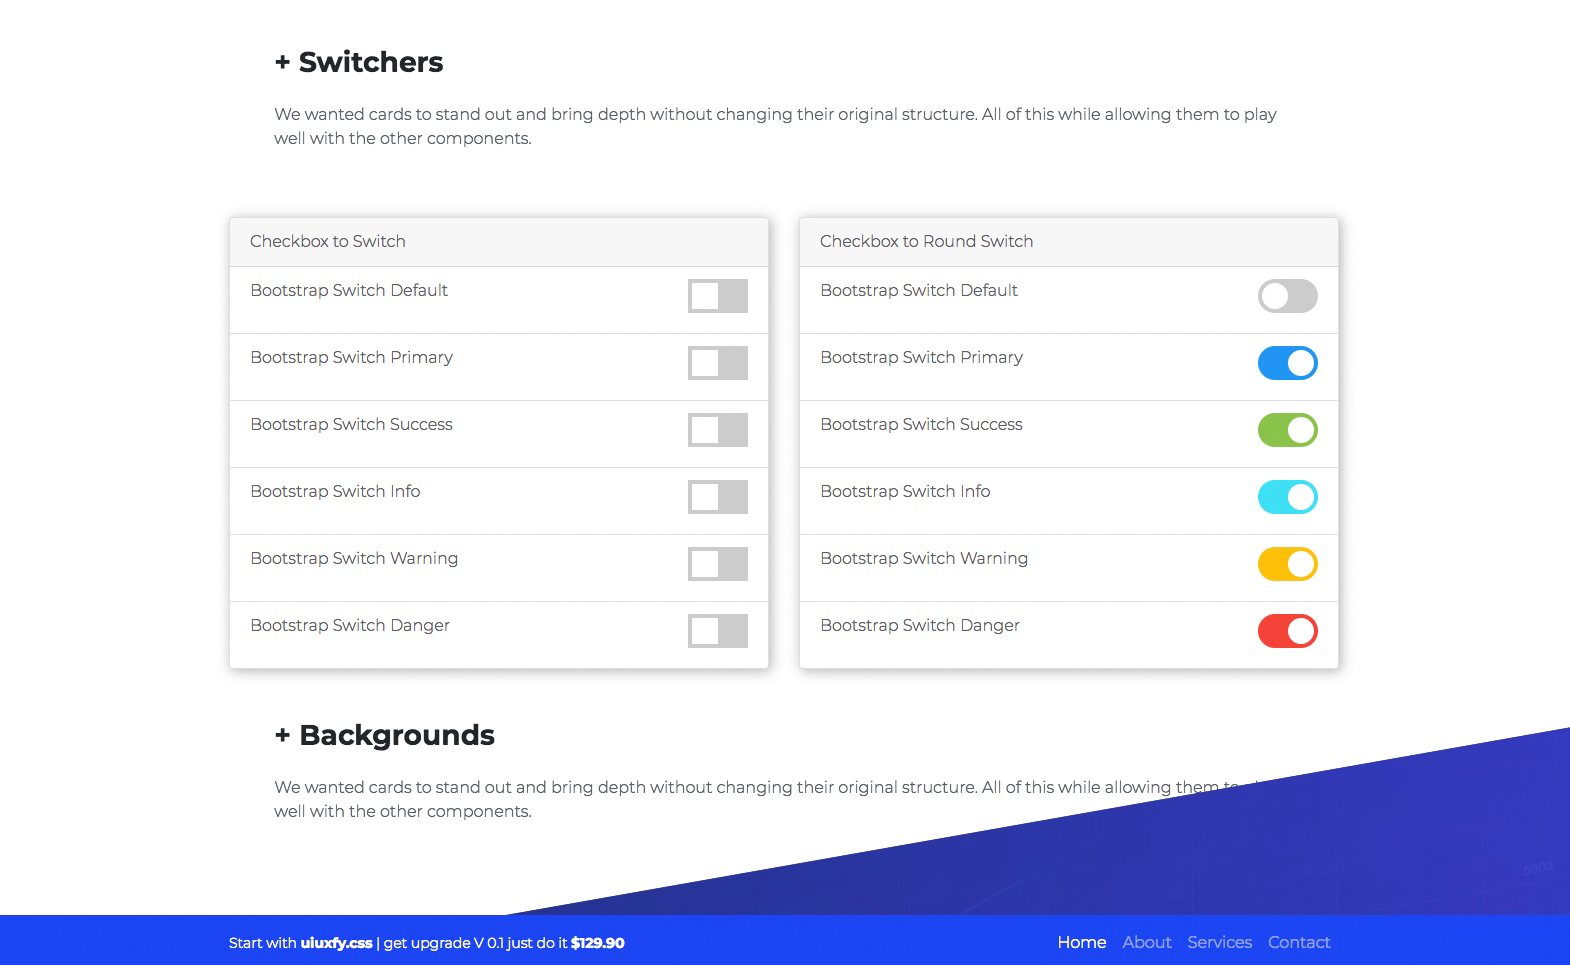 + Switchers
We wanted cards to stand out and bring depth without changing their original structure. All of this while allowing them to play
well with the other components.
Checkbox to Switch
Bootstrap Switch Default
Bootstrap Switch Primary
Bootstrap Switch Success
Bootstrap Switch Info
Bootstrap Switch Warning
Bootstrap Switch Danger
Checkbox to Round Switch
Bootstrap Switch Default
Bootstrap Switch Primary
Bootstrap Switch Success
Bootstrap Switch Info
Bootstrap Switch Warning
Bootstrap Switch Danger
+ Backgrounds
We wanted cards to stand out and bring depth without changing their original structure. All of this while allowing them to
well with the other components.
5000
Start with uiuxfy.css | get upgrade V 0.1 just do it $129.90
Home About Services Contact